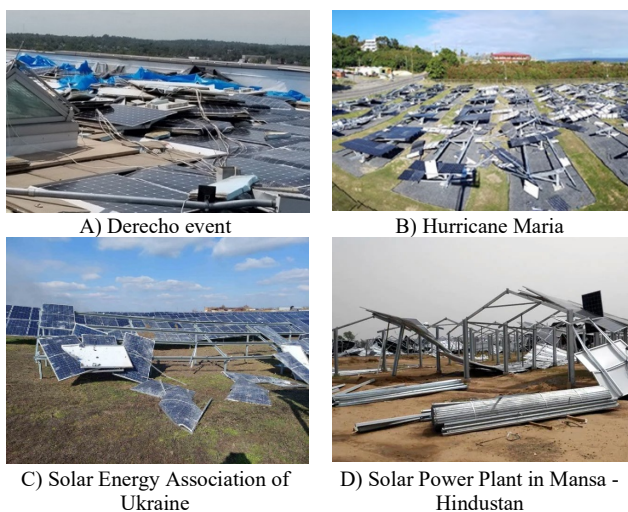 A) Derecho event
B) Hurricane Maria
C) Solar Energy Association of
Ukraine
D) Solar Power Plant in Mansa -
Hindustan